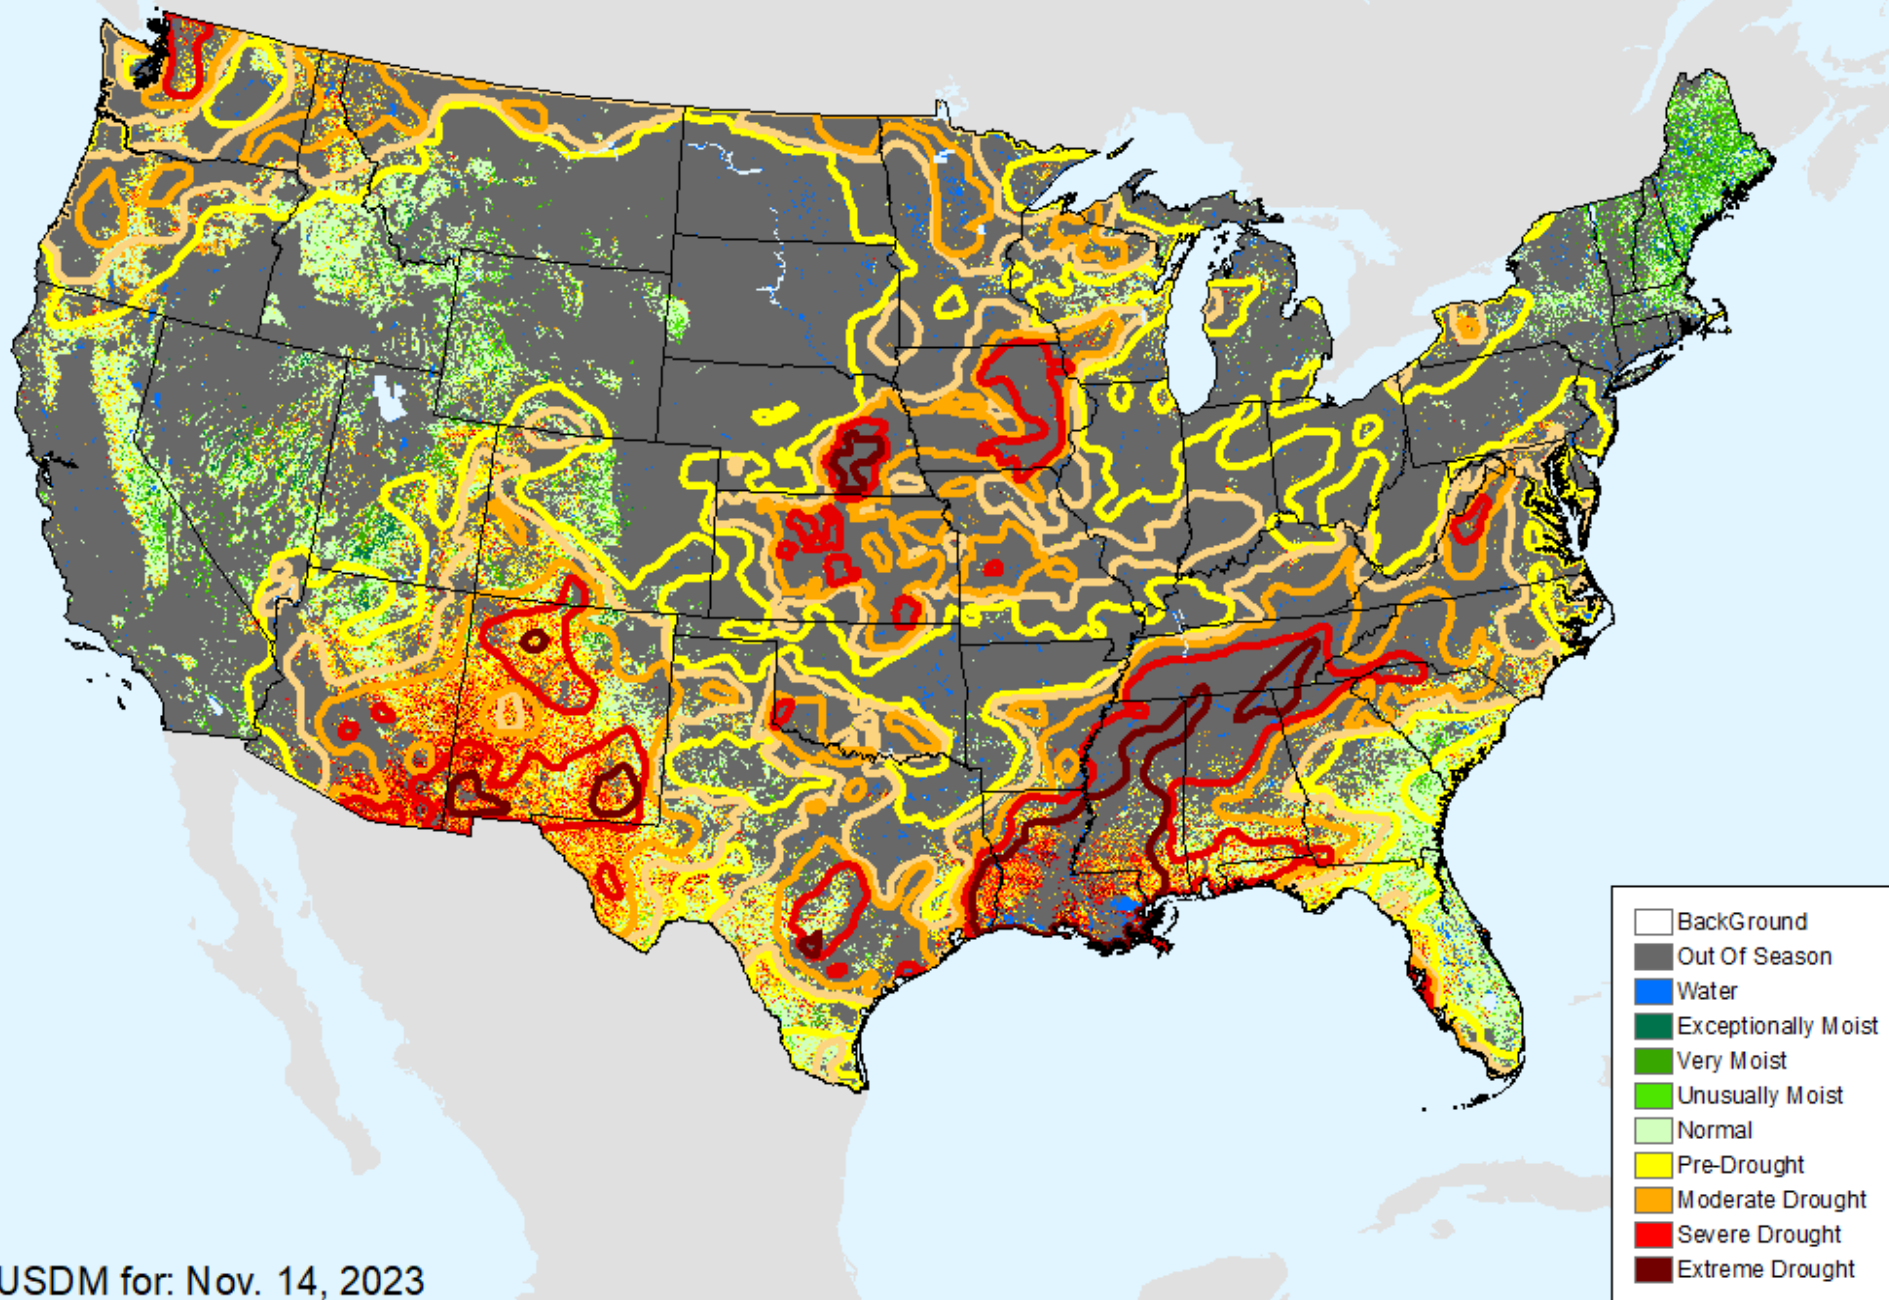 BackGround
Out Of Season
Water
Exceptionally Moist
Very Moist
Unusually Moist
Normal
Pre-Drought
Moderate Drought
Severe Drought
Extreme Drought
USDM for: Nov. 14, 2023